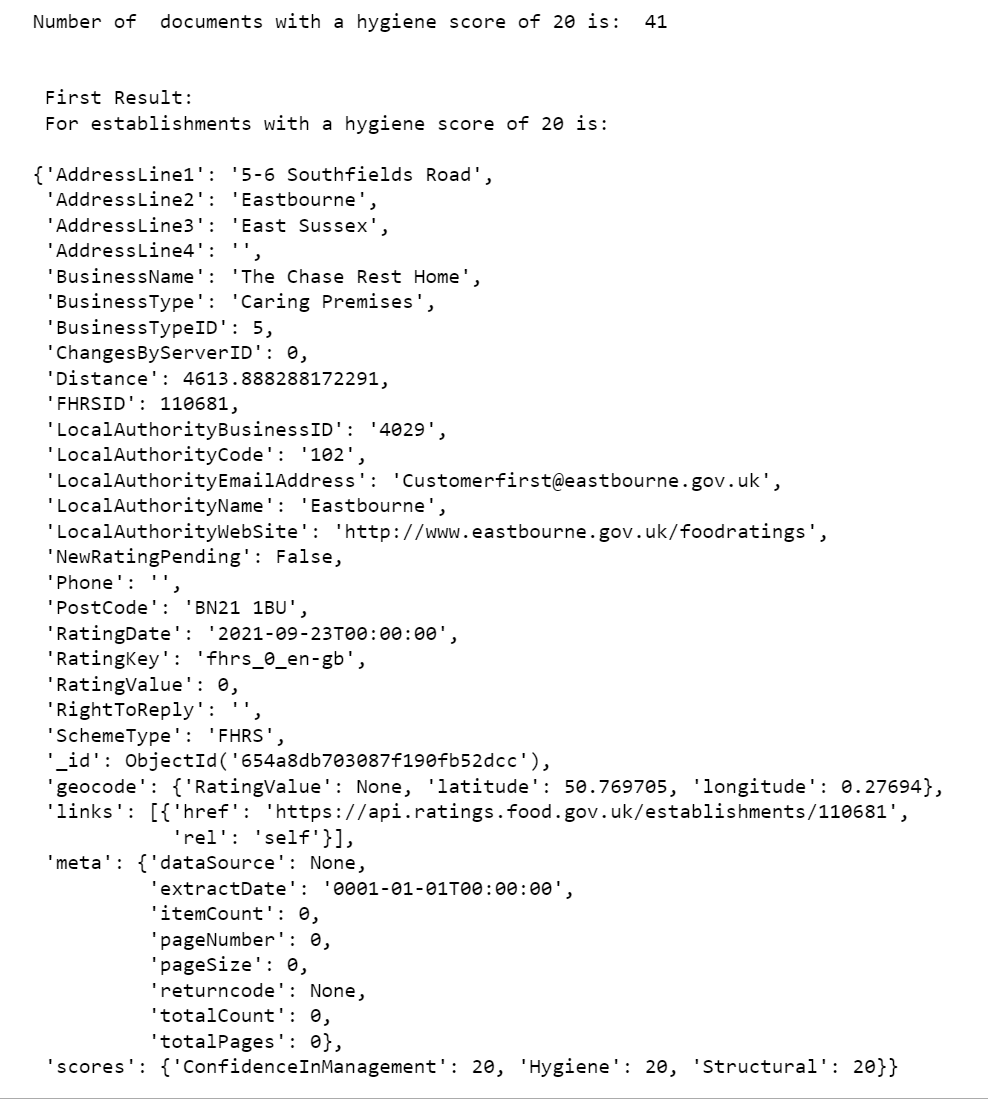 Number of  documents with a hygiene score of 20 is:  41
First Result:
For establishments with a hygiene score of 20 is:
{'AddressLine1': '5-6 Southfields Road',
'AddressLine2': 'Eastbourne',
'AddressLine3': 'East Sussex',
'AddressLine4': '',
'BusinessName': 'The Chase Rest Home',
'BusinessType': 'Caring Premises',
'BusinessTypeID': 5,
'ChangesByServerID': 0,
'Distance': 4613.888288172291,
'FHRSID': 110681,
'LocalAuthorityBusinessID': '4029',
'LocalAuthorityCode': '102',
'LocalAuthorityEmailAddress': 'Customerfirst@eastbourne.gov.uk',
'LocalAuthorityName': 'Eastbourne',
'LocalAuthorityWebSite': 'http://www.eastbourne.gov.uk/foodratings',
'NewRatingPending': False,
'Phone': '',
'PostCode': 'BN21 1BU',
'RatingDate': '2021-09-23T00:00:00',
'RatingKey': 'fhrs_0_en-gb',
'RatingValue': 0,
'RightToReply': '',
'SchemeType': 'FHRS',
'_id': ObjectId('654a8db703087f190fb52dcc'),
'geocode': {'RatingValue': None, 'latitude': 50.769705, 'longitude': 0.27694},
'links': [{'href': 'https://api.ratings.food.gov.uk/establishments/110681',
'rel': 'self'}],
'meta': {'dataSource': None,
'extractDate': '0001-01-01T00:00:00',
'itemCount': 0,
'pageNumber': 0,
'pageSize': 0,
'returncode': None,
'totalCount': 0,
'totalPages': 0},
'scores': {'ConfidenceInManagement': 20, 'Hygiene': 20, 'Structural': 20}}